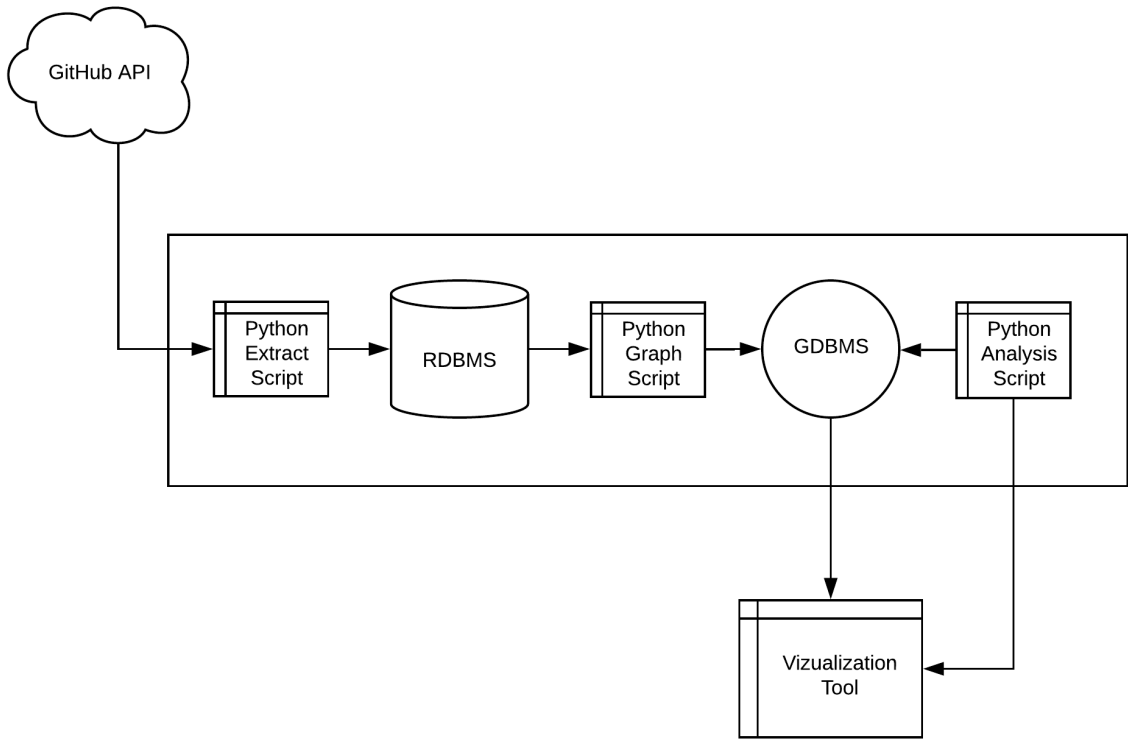 GitHub API
Python
Extract
Script
RDBMS
Python
Graph
Script
GDBMS
Python
Analysis
Script
Vizualization
Tool